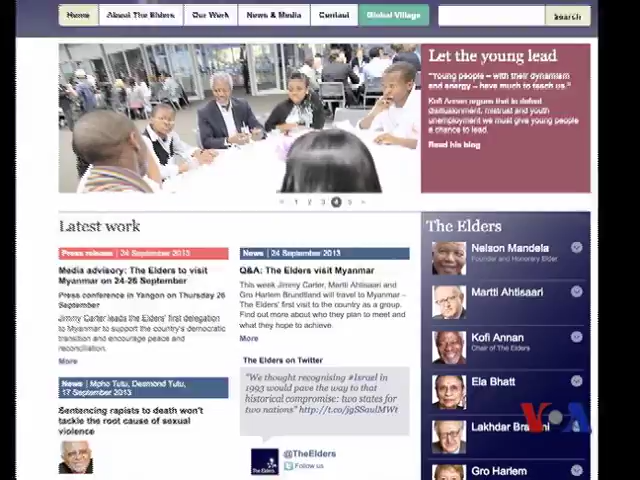 Home
About The Elders
Our Work
News & Media
Contact
Global Village
Search
Let the young lead
"Young people – with their dynamism
and energy – have much to teach us."
Kofi Annan argues that to defeat
disillusionment, mistrust and youth
unemployment we must give young people
a chance to lead.
Read his blog
« 1 2 3 4 5 »
Latest work
Press release | 24 September 2013
Media advisory: The Elders to visit
Myanmar on 24-26 September
Press conference in Yangon on Thursday 26
September
Jimmy Carter leads the Elders' first delegation
to Myanmar to support the country's democratic
transition and encourage peace and
reconciliation.
More
News | Mpho Tutu, Desmond Tutu,
17 September 2013
Sentencing rapists to death won't
tackle the root cause of sexual
violence
News | 24 September 2013
Q&A: The Elders visit Myanmar
This week Jimmy Carter, Martti Ahtisaari and
Gro Harlem Brundtland will travel to Myanmar –
The Elders' first visit to the country as a group.
Find out more about who they plan to meet and
what they hope to achieve.
More
The Elders on Twitter
"We thought recognising #Israel in
1993 would pave the way to that
historical compromise: two states for
two nations" http://t.co/jgSSaulMWt
The Elders
@TheElders
Follow us
The Elders
Nelson Mandela
Founder and Honorary Elder
Martti Ahtisaari
Kofi Annan
Chair of The Elders
Ela Bhatt
Lakhdar
Gro Harlem
VOA